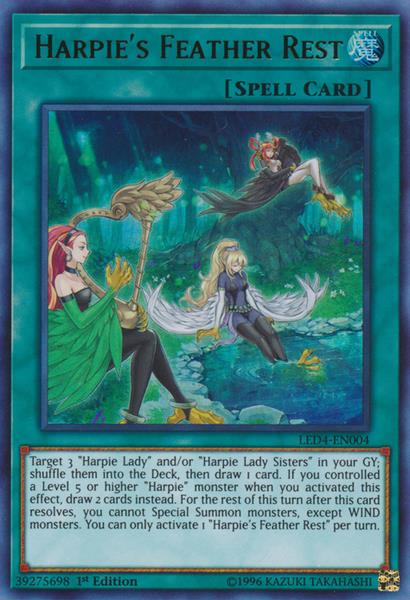 HARPIE'S FEATHER REST
SPELL
魔
[SPELL CARD]
LED4-EN004
Target 3 "Harpie Lady" and/or "Harpie Lady Sisters" in your GY;
shuffle them into the Deck, then draw 1 card. If you controlled
a Level 5 or higher "Harpie" monster when you activated this
effect, draw 2 cards instead. For the rest of this turn after this card
resolves, you cannot Special Summon monsters, except WIND
monsters. You can only activate 1 "Harpie's Feather Rest" per turn.
39275698 1st Edition ©1996 KAZUKI TAKAHASHI